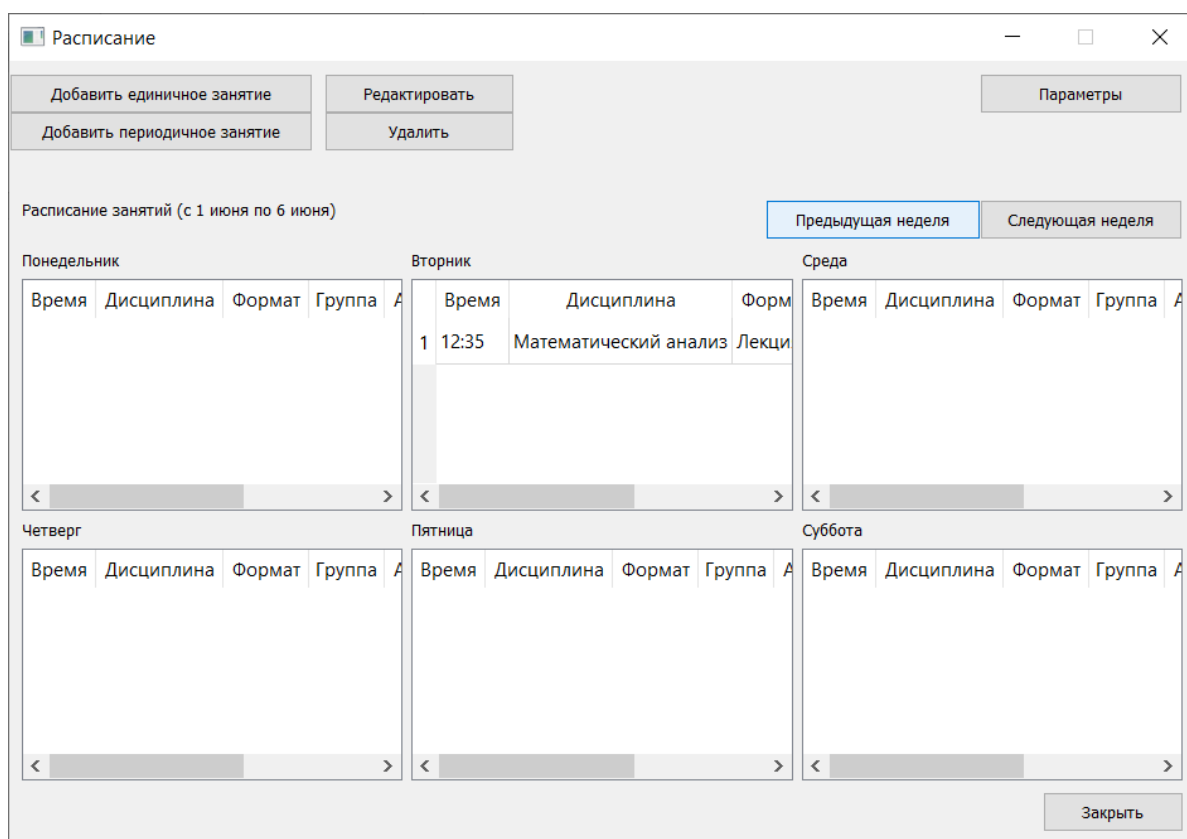 Расписание
Добавить единичное занятие Редактировать Параметры
Добавить периодичное занятие Удалить
Расписание занятий (с 1 июня по 6 июня) Предыдущая неделя Следующая неделя
Понедельник Вторник Среда
Время Дисциплина Формат Группа А Время Дисциплина Форм Время Дисциплина Формат Группа А
1 12:35 Математический анализ Лекци
Четверг Пятница Суббота
Время Дисциплина Формат Группа А Время Дисциплина Формат Группа А Время Дисциплина Формат Группа А
Закрыть